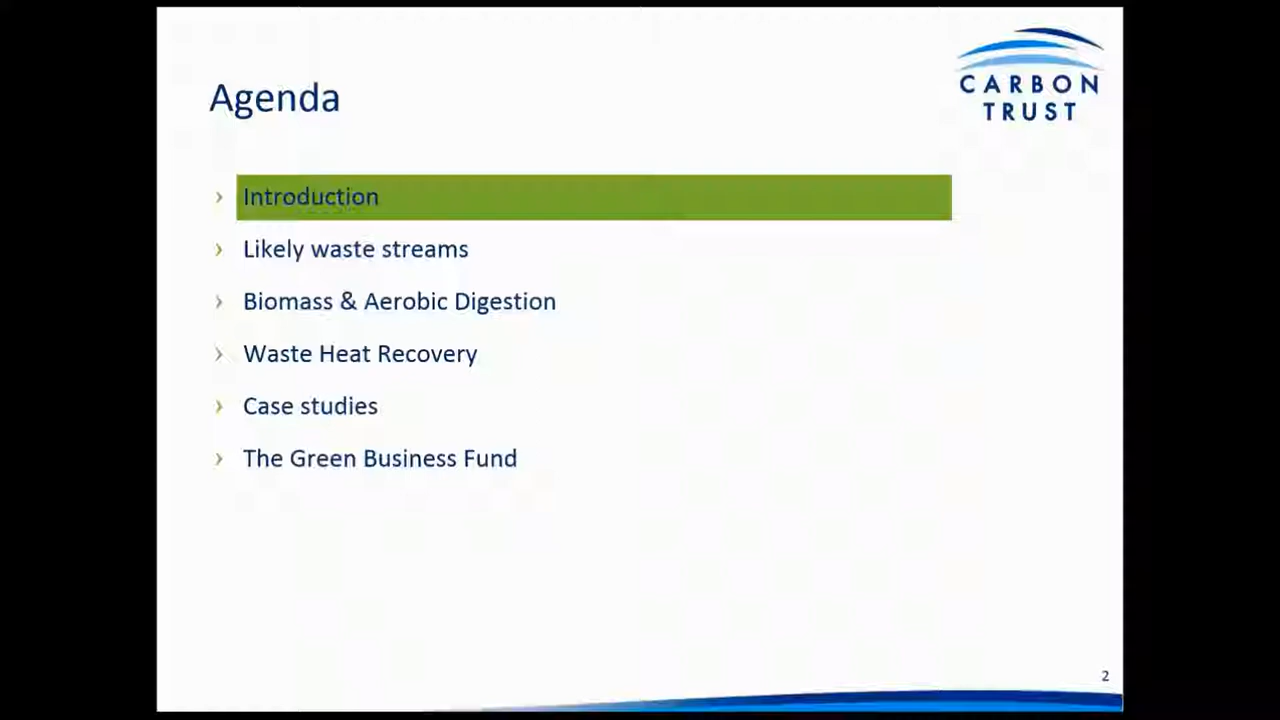 CARBON
TRUST
Agenda
› Introduction
› Likely waste streams
› Biomass & Aerobic Digestion
› Waste Heat Recovery
› Case studies
› The Green Business Fund
2